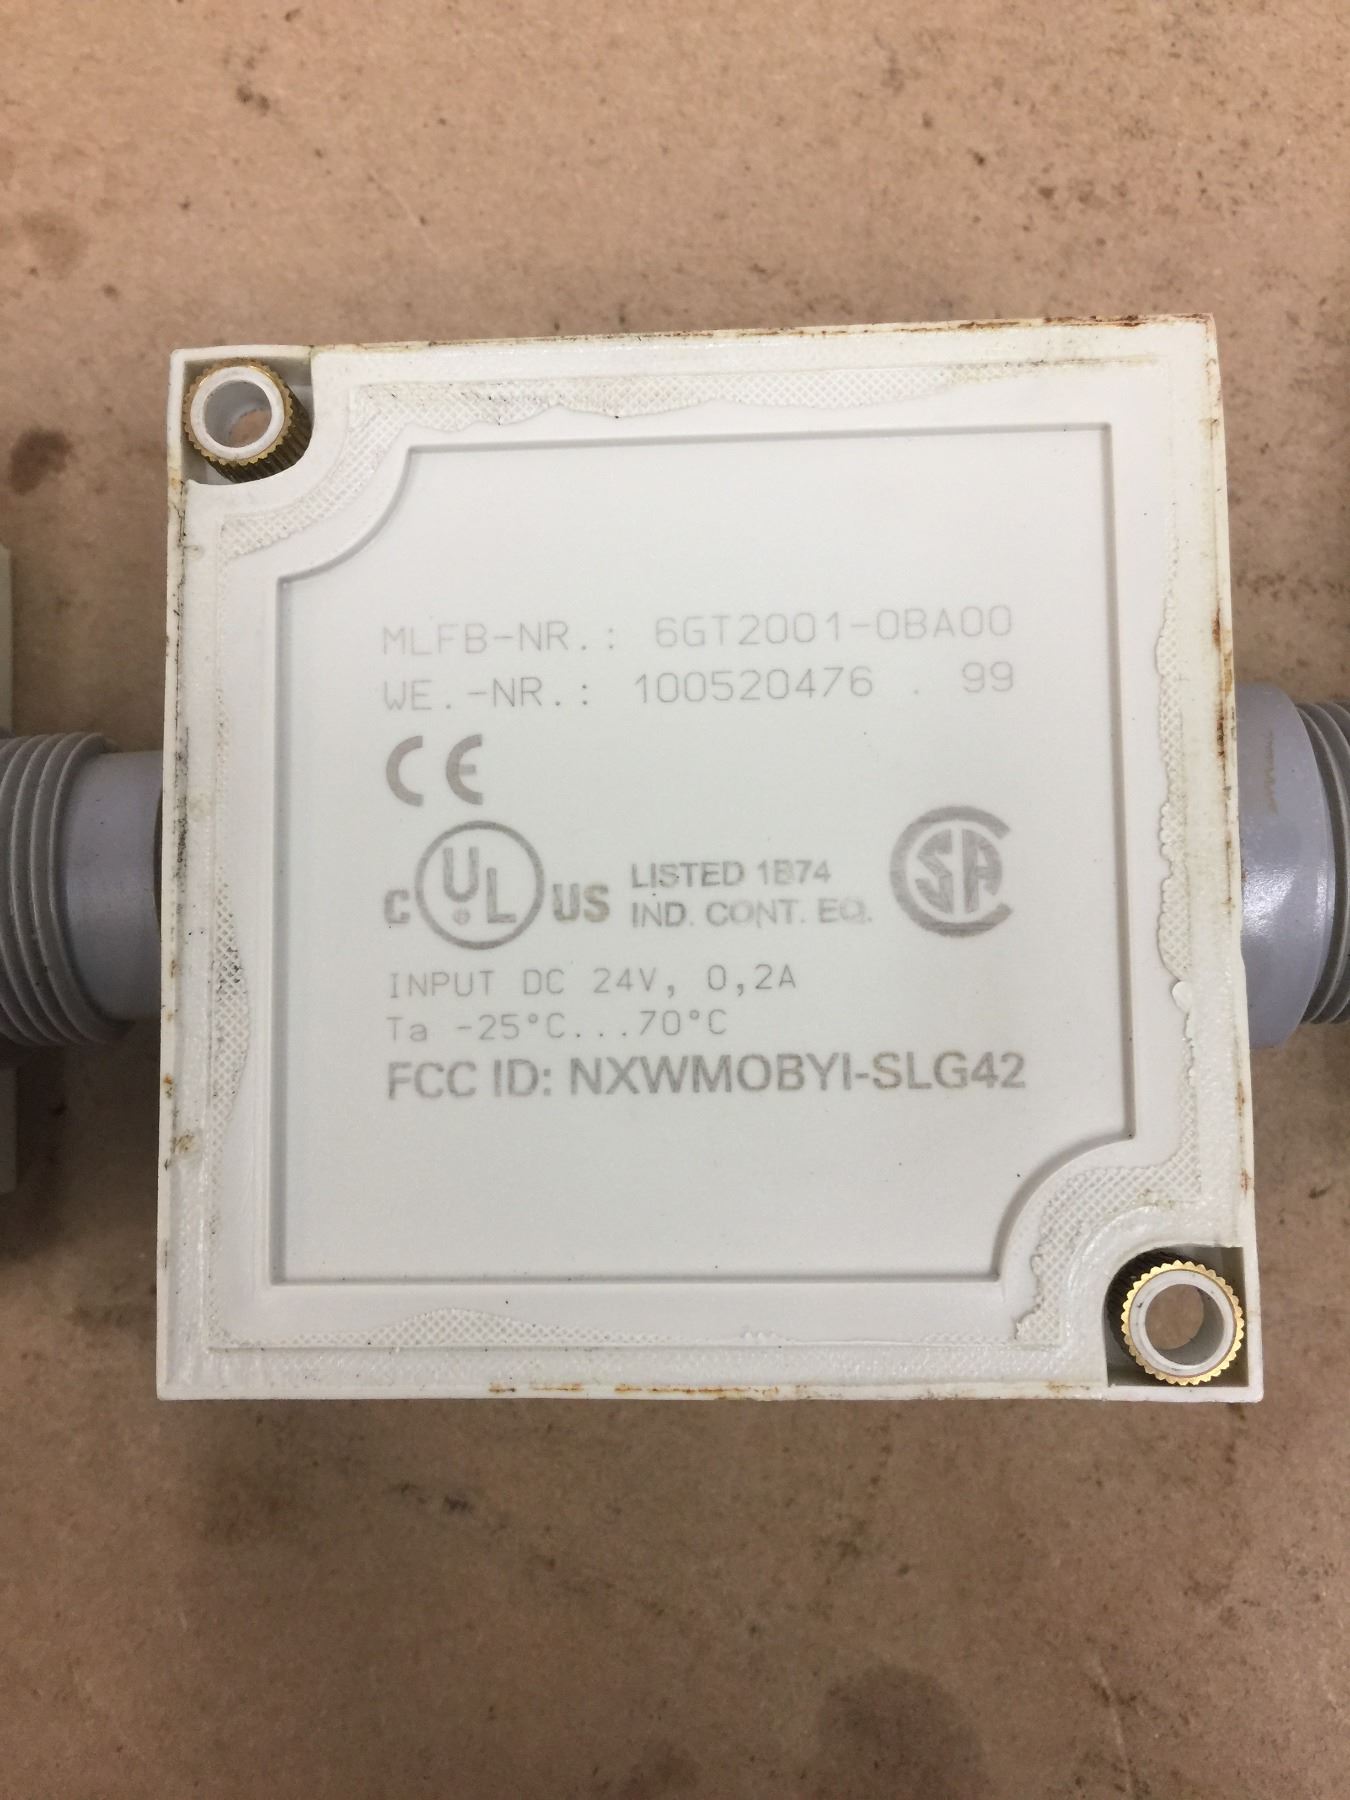 MLFB-NR.: 6GT2001-0BA00
WE.-NR.: 100520476 . 99
CE
C UL US LISTED 1B74 IND. CONT. EQ. SA
INPUT DC 24V, 0,2A
Ta -25°C...70°C
FCC ID: NXWMOBYI-SLG42